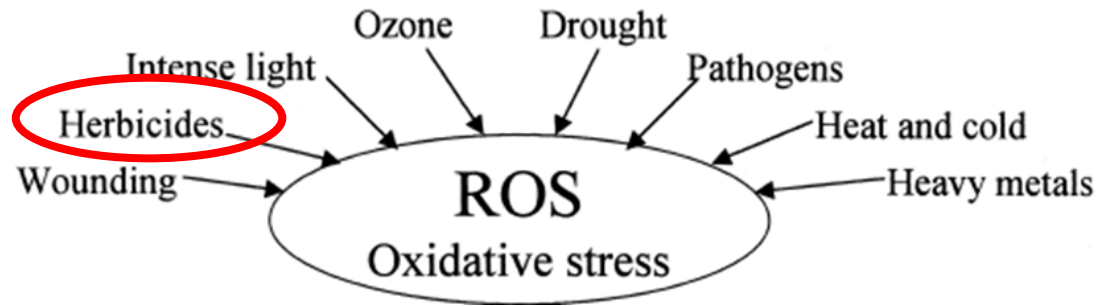 Ozone
Drought
Intense light
Pathogens
Herbicides
Heat and cold
Wounding
Heavy metals
ROS
Oxidative stress